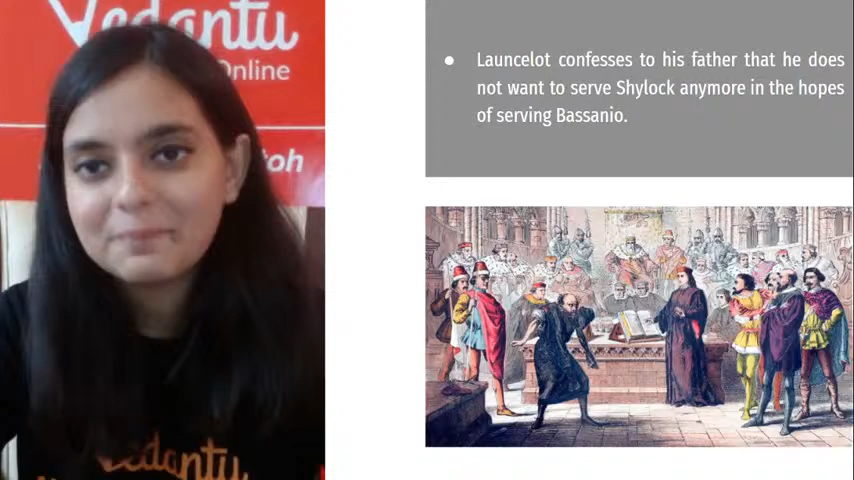 Vedantu
Online
toh
Launcelot confesses to his father that he does
not want to serve Shylock anymore in the hopes
of serving Bassanio.
Vedantu